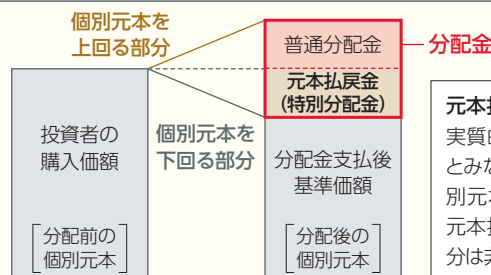 個別元本を
上回る部分
普通分配金
分配金
元本払戻金
(特別分配金)
投資者の
購入価額
個別元本を
下回る部分
分配金支払後
基準価額
分配前の
個別元本
分配後の
個別元本
元本払
実質
とみな
別元本
元本払
分は非